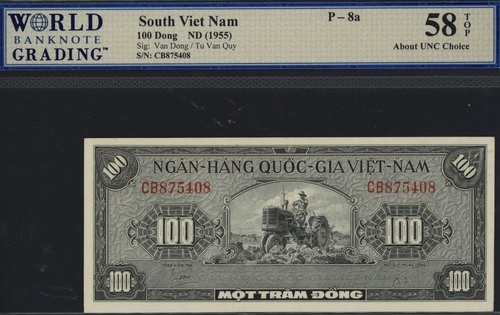 WORLD
BANKNOTE
GRADING™
South Viet Nam
100 Dong ND (1955)
Sig: Van Dong / Tu Van Quy
S/N: CB875408
P – 8a
58 TOP
About UNC Choice
100 100
NGÂN-HÀNG QUỐC-GIA VIỆT-NAM
CB875408 CB875408
100 100
100 100
MỘT TRĂM ĐỒNG